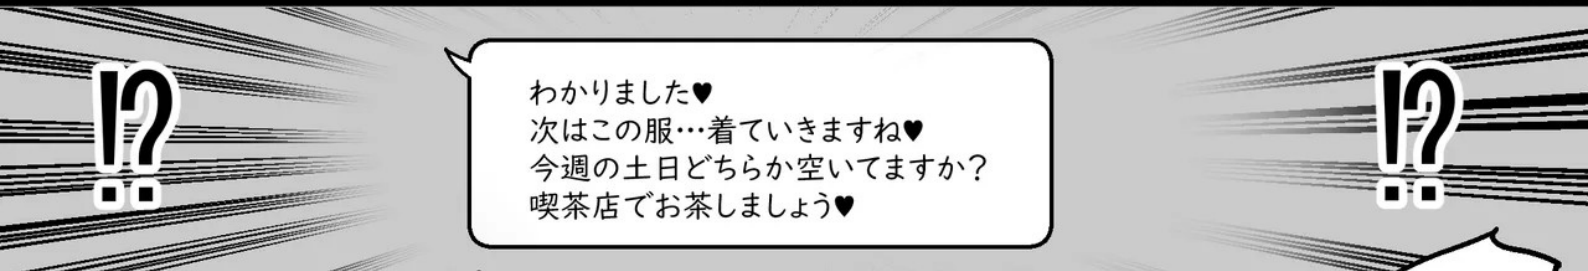 !?
わかりました♥
次はこの服…着ていきますね♥
今週の土日どちらか空いてますか?
喫茶店でお茶しましょう♥
!?